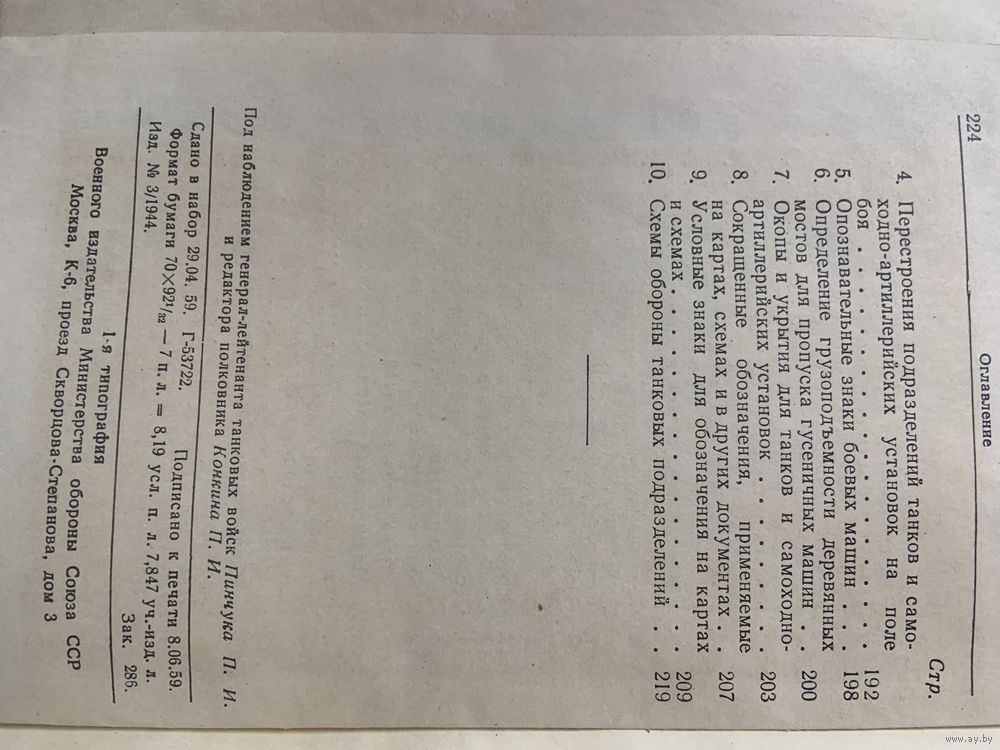 224
Оглавление
Стр.
4. Перестроения подразделений танков и само-
ходно-артиллерийских установок на поле
боя . . . . . . . . . . . . . . . 192
5. Опознавательные знаки боевых машин . . . 198
6. Определение грузоподъемности деревянных
мостов для пропуска гусеничных машин . . 200
7. Окопы и укрытия для танков и самоходно-
артиллерийских установок . . . . . . . 203
8. Сокращенные обозначения, применяемые
на картах, схемах и в других документах . . 207
9. Условные знаки для обозначения на картах
и схемах . . . . . . . . . . . . . 209
10. Схемы обороны танковых подразделений . . 219
Под наблюдением генерал-лейтенанта танковых войск Пинчука П. И.
и редактора полковника Конкина П. И.
Сдано в набор 29.04. 59. Г-53722. Подписано к печати 8.06.59.
Формат бумаги 70×92¹/₃₂ — 7 п. л. = 8,19 усл. п. л. 7,847 уч.-изд. л.
Изд. № 3/1944. Зак. 286.
1-я типография
Военного издательства Министерства обороны Союза ССР
Москва, К-6, проезд Скворцова-Степанова, дом 3
www.ay.by